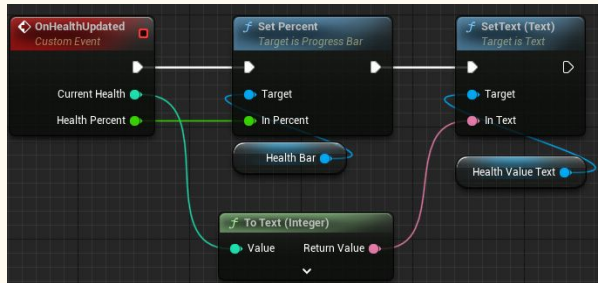 OnHealthUpdated
Custom Event
Current Health
Health Percent
f Set Percent
Target is Progress Bar
Target
In Percent
Health Bar
f SetText (Text)
Target is Text
Target
In Text
Health Value Text
f To Text (Integer)
Value Return Value